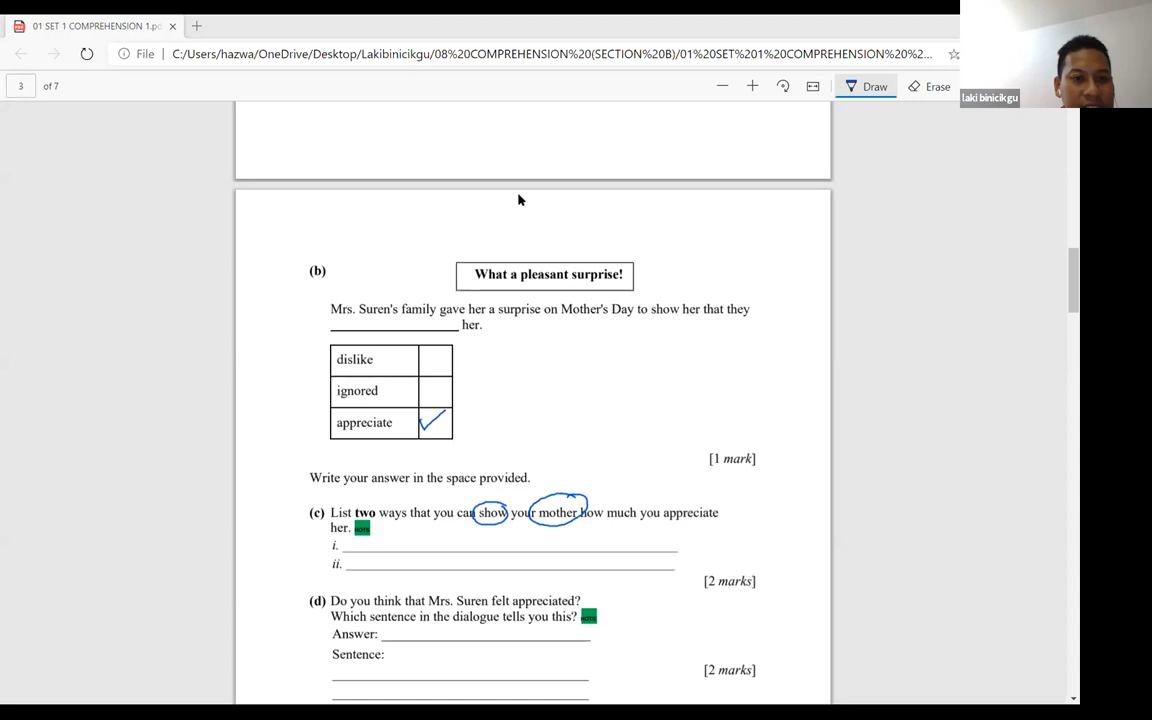 01 SET 1 COMPREHENSION 1.pd
File C:/Users/hazwa/OneDrive/Desktop/Lakibinicikgu/08%20COMPREHENSION%20(SECTION%20B)/01%20SET%201%20COMPREHENSION%20%2...
3 of 7
Draw
Erase
laki binicikgu
(b)
What a pleasant surprise!
Mrs. Suren's family gave her a surprise on Mother's Day to show her that they
______________ her.
dislike
ignored
appreciate
[1 mark]
Write your answer in the space provided.
(c) List two ways that you can show your mother how much you appreciate
her. HOTS
i.
ii.
[2 marks]
(d) Do you think that Mrs. Suren felt appreciated?
Which sentence in the dialogue tells you this? HOTS
Answer:
Sentence:
[2 marks]